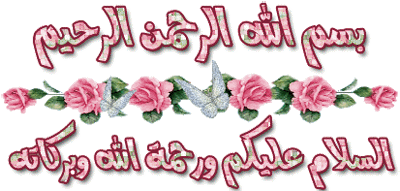 بسم الله الرحمن الرحيم
السلام عليكم ورحمة الله وبركاته